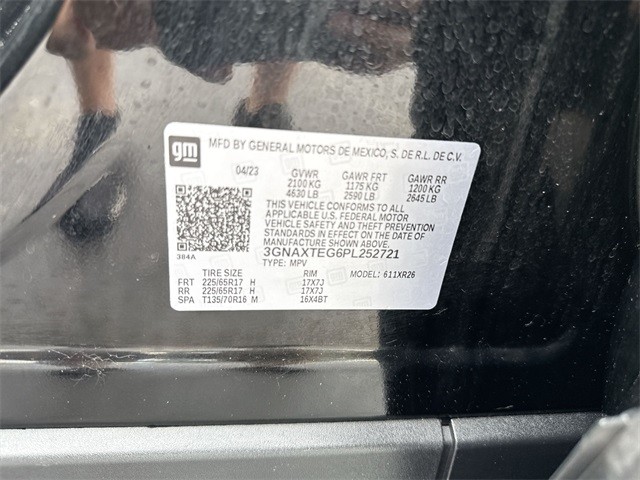 gm
MFD BY GENERAL MOTORS DE MEXICO, S. DE R.L. DE C.V.
04/23 GVWR GAWR FRT GAWR RR
2100 KG 1175 KG 1200 KG
4630 LB 2590 LB 2645 LB
THIS VEHICLE CONFORMS TO ALL
APPLICABLE U.S. FEDERAL MOTOR
VEHICLE SAFETY AND THEFT PREVENTION
STANDARDS IN EFFECT ON THE DATE OF
MANUFACTURE SHOWN ABOVE.
384A 3GNAXTEG6PL252721
TYPE: MPV MODEL: 611XR26
TIRE SIZE RIM
FRT 225/65R17 H 17X7J
RR 225/65R17 H 17X7J
SPA T135/70R16 M 16X4BT